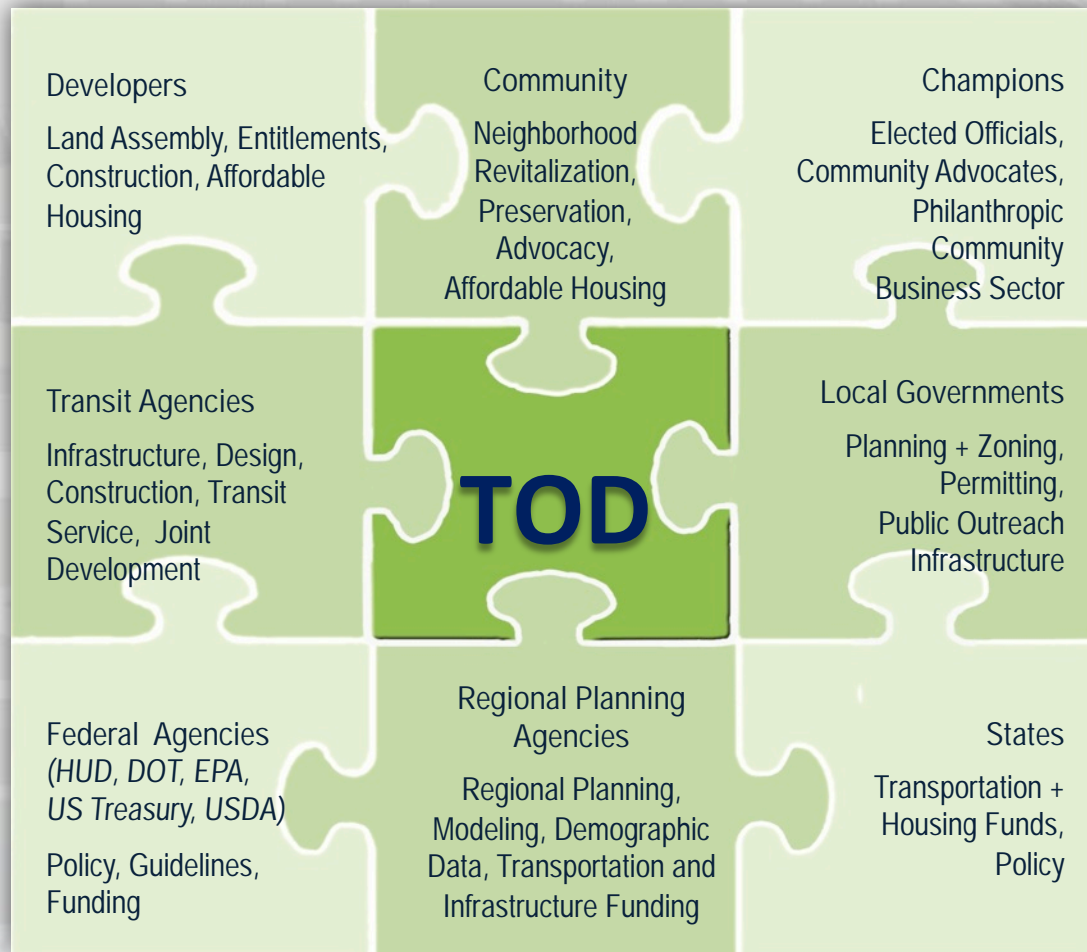 Developers
Land Assembly, Entitlements,
Construction, Affordable
Housing
Community
Neighborhood
Revitalization,
Preservation,
Advocacy,
Affordable Housing
Champions
Elected Officials,
Community Advocates,
Philanthropic
Community
Business Sector
Transit Agencies
Infrastructure, Design,
Construction, Transit
Service, Joint
Development
TOD
Local Governments
Planning + Zoning,
Permitting,
Public Outreach
Infrastructure
Federal Agencies
(HUD, DOT, EPA,
US Treasury, USDA)
Policy, Guidelines,
Funding
Regional Planning
Agencies
Regional Planning,
Modeling, Demographic
Data, Transportation and
Infrastructure Funding
States
Transportation +
Housing Funds,
Policy